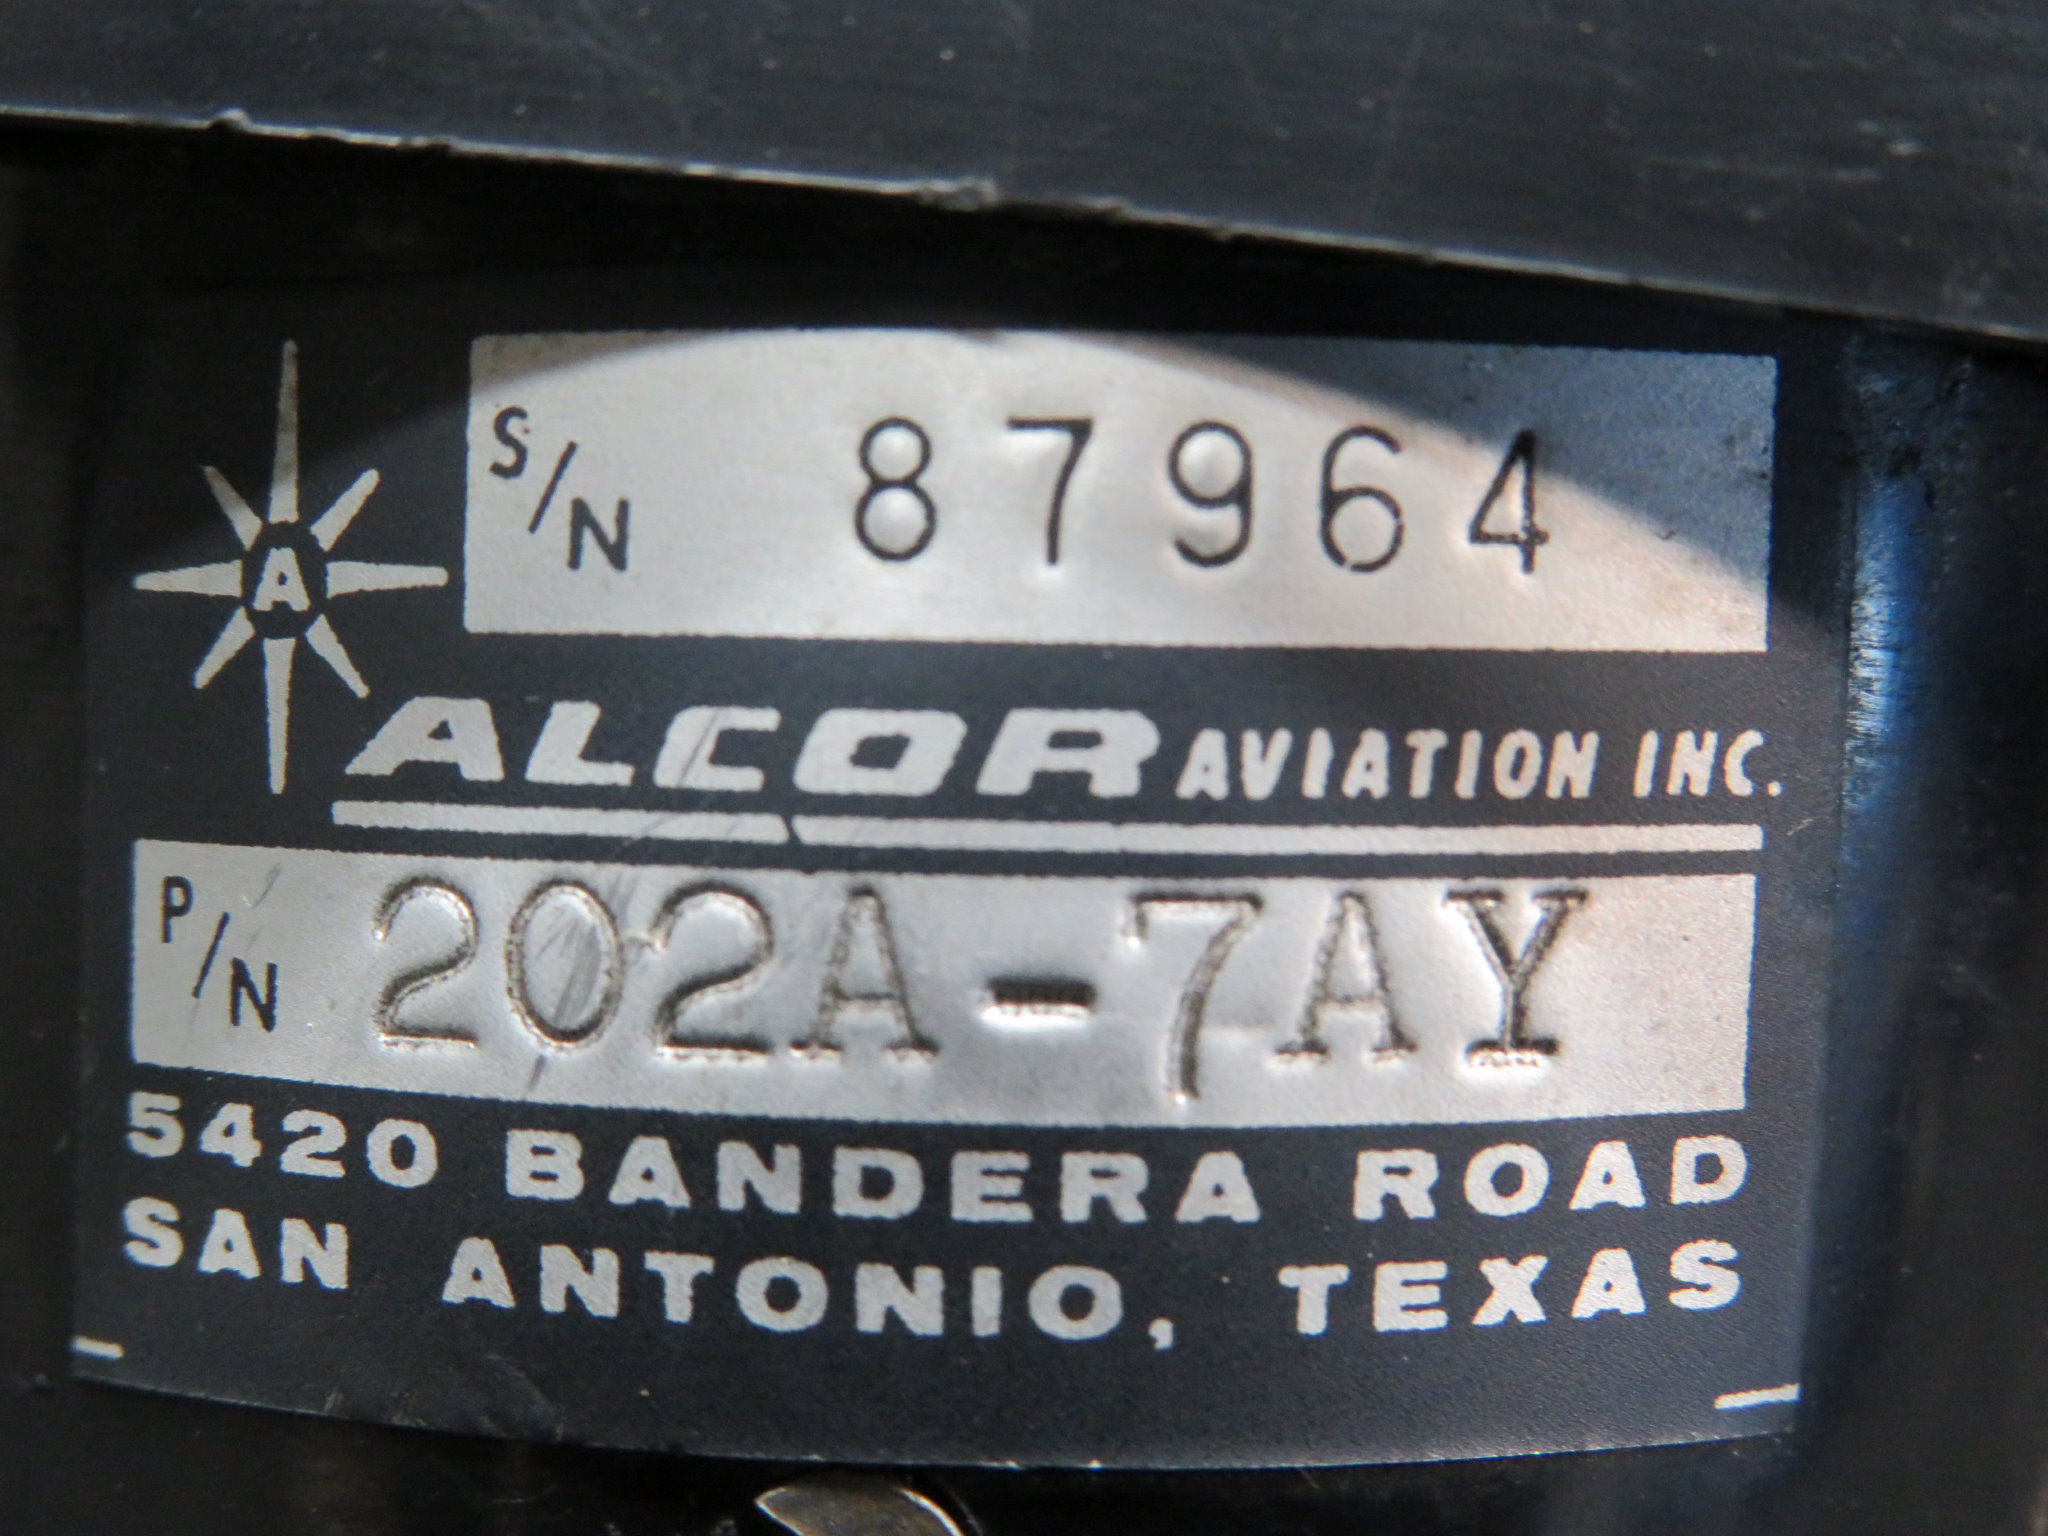 S/N 87964
A
ALCOR AVIATION INC.
P/N 202A-7AY
5420 BANDERA ROAD
SAN ANTONIO, TEXAS